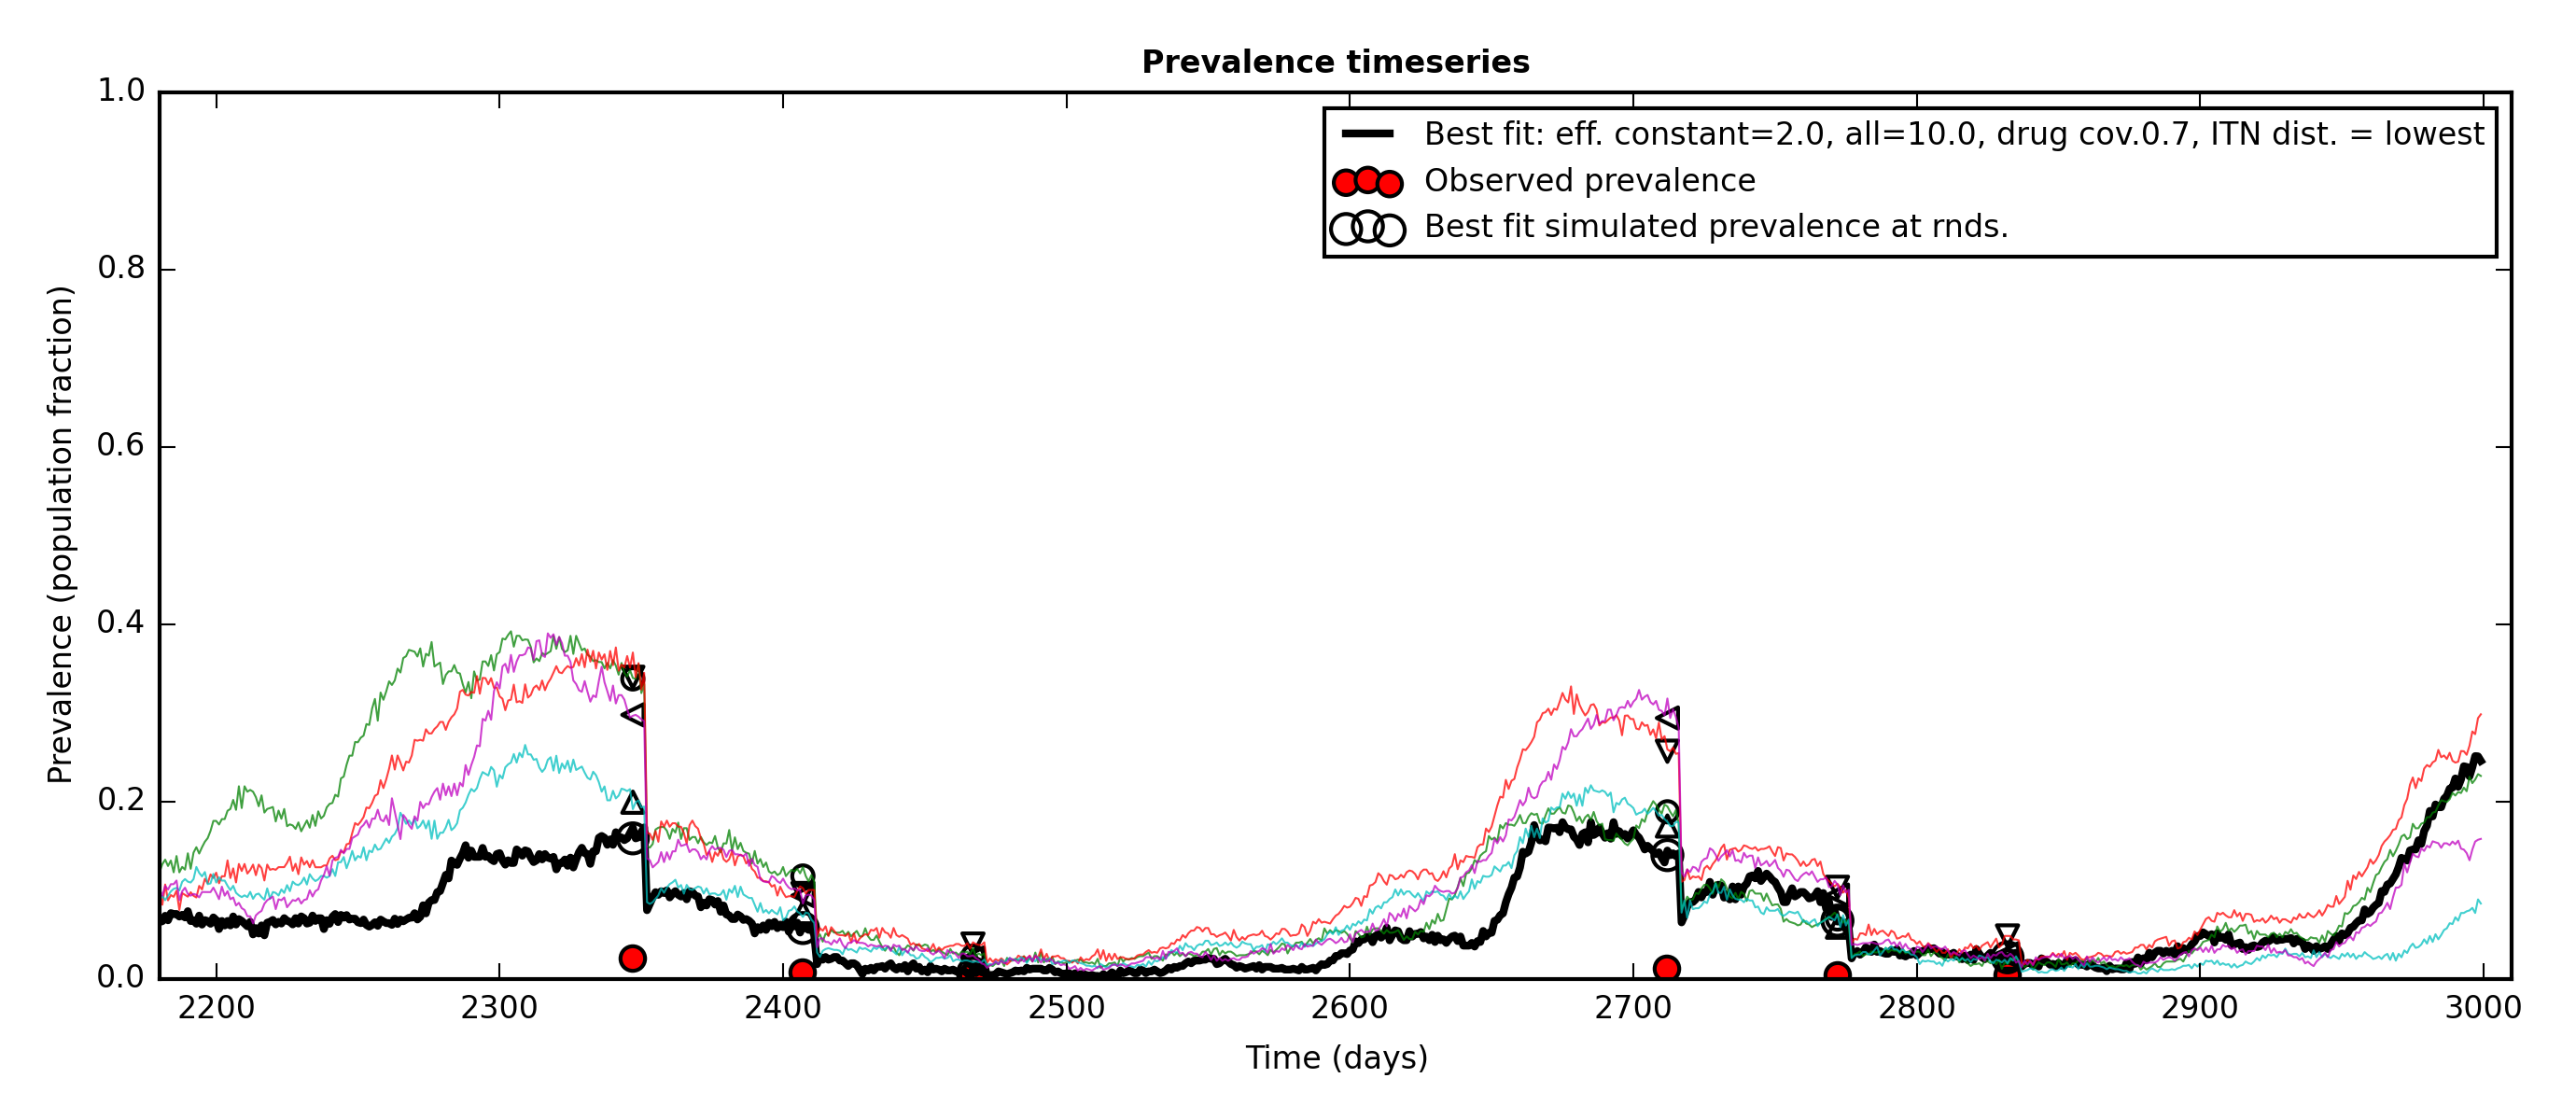 Prevalence timeseries
1.0
0.8
0.6
0.4
0.2
0.0
Prevalence (population fraction)
Best fit: eff. constant=2.0, all=10.0, drug cov.0.7, ITN dist. = lowest
Observed prevalence
Best fit simulated prevalence at rnds.
2200 2300 2400 2500 2600 2700 2800 2900 3000
Time (days)